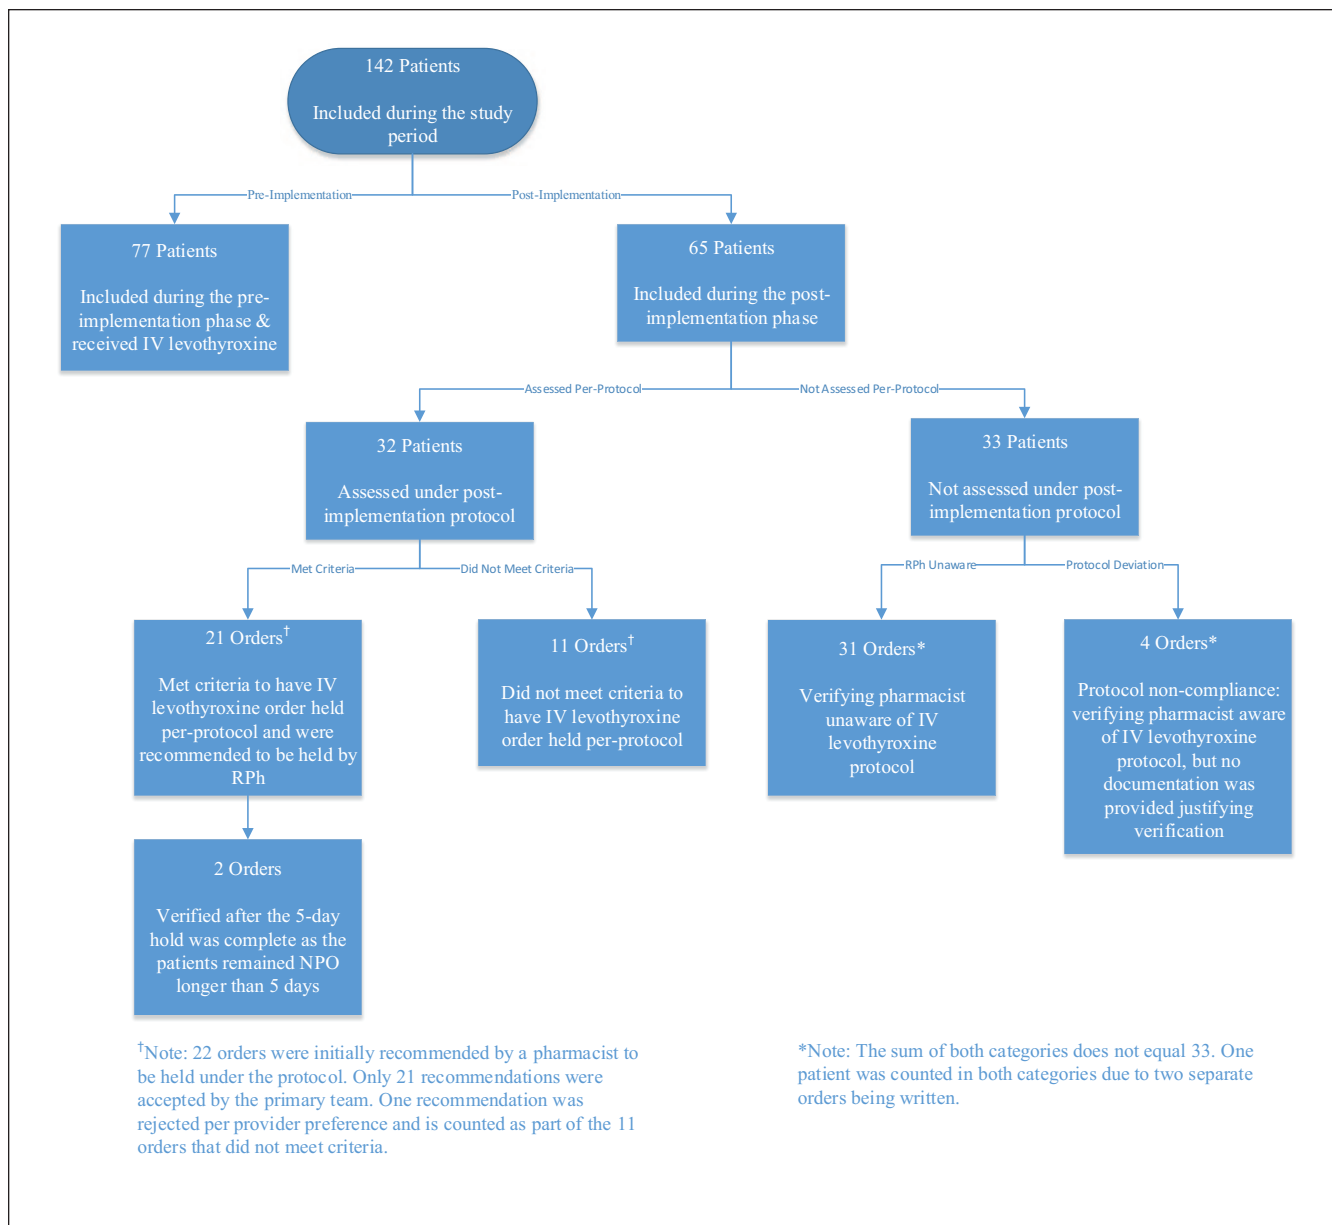 142 Patients
Included during the study
period
Pre-Implementation
Post-Implementation
77 Patients
Included during the pre-
implementation phase &
received IV levothyroxine
65 Patients
Included during the post-
implementation phase
Assessed Per-Protocol
Not Assessed Per-Protocol
32 Patients
Assessed under post-
implementation protocol
33 Patients
Not assessed under post-
implementation protocol
Met Criteria
Did Not Meet Criteria
RPh Unaware
Protocol Deviation
21 Orders†
Met criteria to have IV
levothyroxine order held
per-protocol and were
recommended to be held by
RPh
11 Orders†
Did not meet criteria to
have IV levothyroxine
order held per-protocol
31 Orders*
Verifying pharmacist
unaware of IV
levothyroxine
protocol
4 Orders*
Protocol non-compliance:
verifying pharmacist aware
of IV levothyroxine
protocol, but no
documentation was
provided justifying
verification
2 Orders
Verified after the 5-day
hold was complete as the
patients remained NPO
longer than 5 days
†Note: 22 orders were initially recommended by a pharmacist to
be held under the protocol. Only 21 recommendations were
accepted by the primary team. One recommendation was
rejected per provider preference and is counted as part of the 11
orders that did not meet criteria.
*Note: The sum of both categories does not equal 33. One
patient was counted in both categories due to two separate
orders being written.